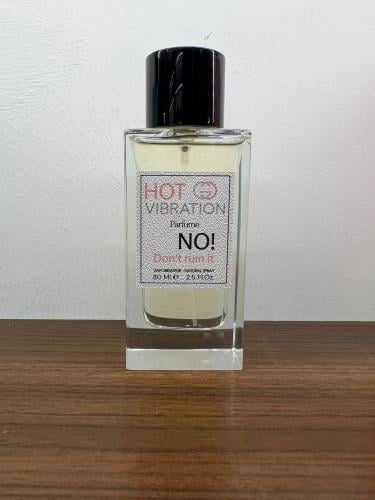 HOT
VIBRATION
Parfume
NO!
Don't ruin it
VAPORISATEUR - NATURAL SPRAY
80 Ml ℮ 2.5 Fl.Oz